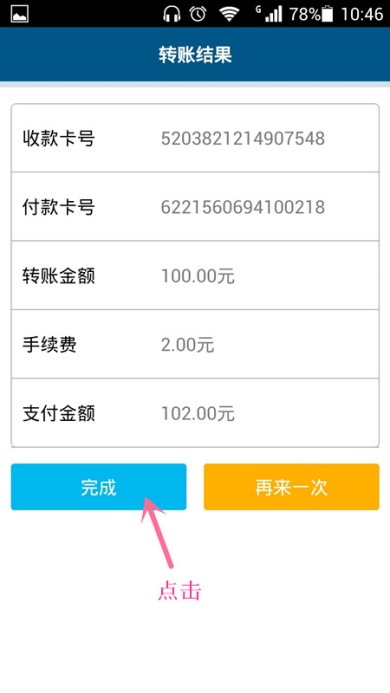 G 78% 10:46
转账结果
收款卡号 5203821214907548
付款卡号 6221560694100218
转账金额 100.00元
手续费 2.00元
支付金额 102.00元
完成 再来一次
点击